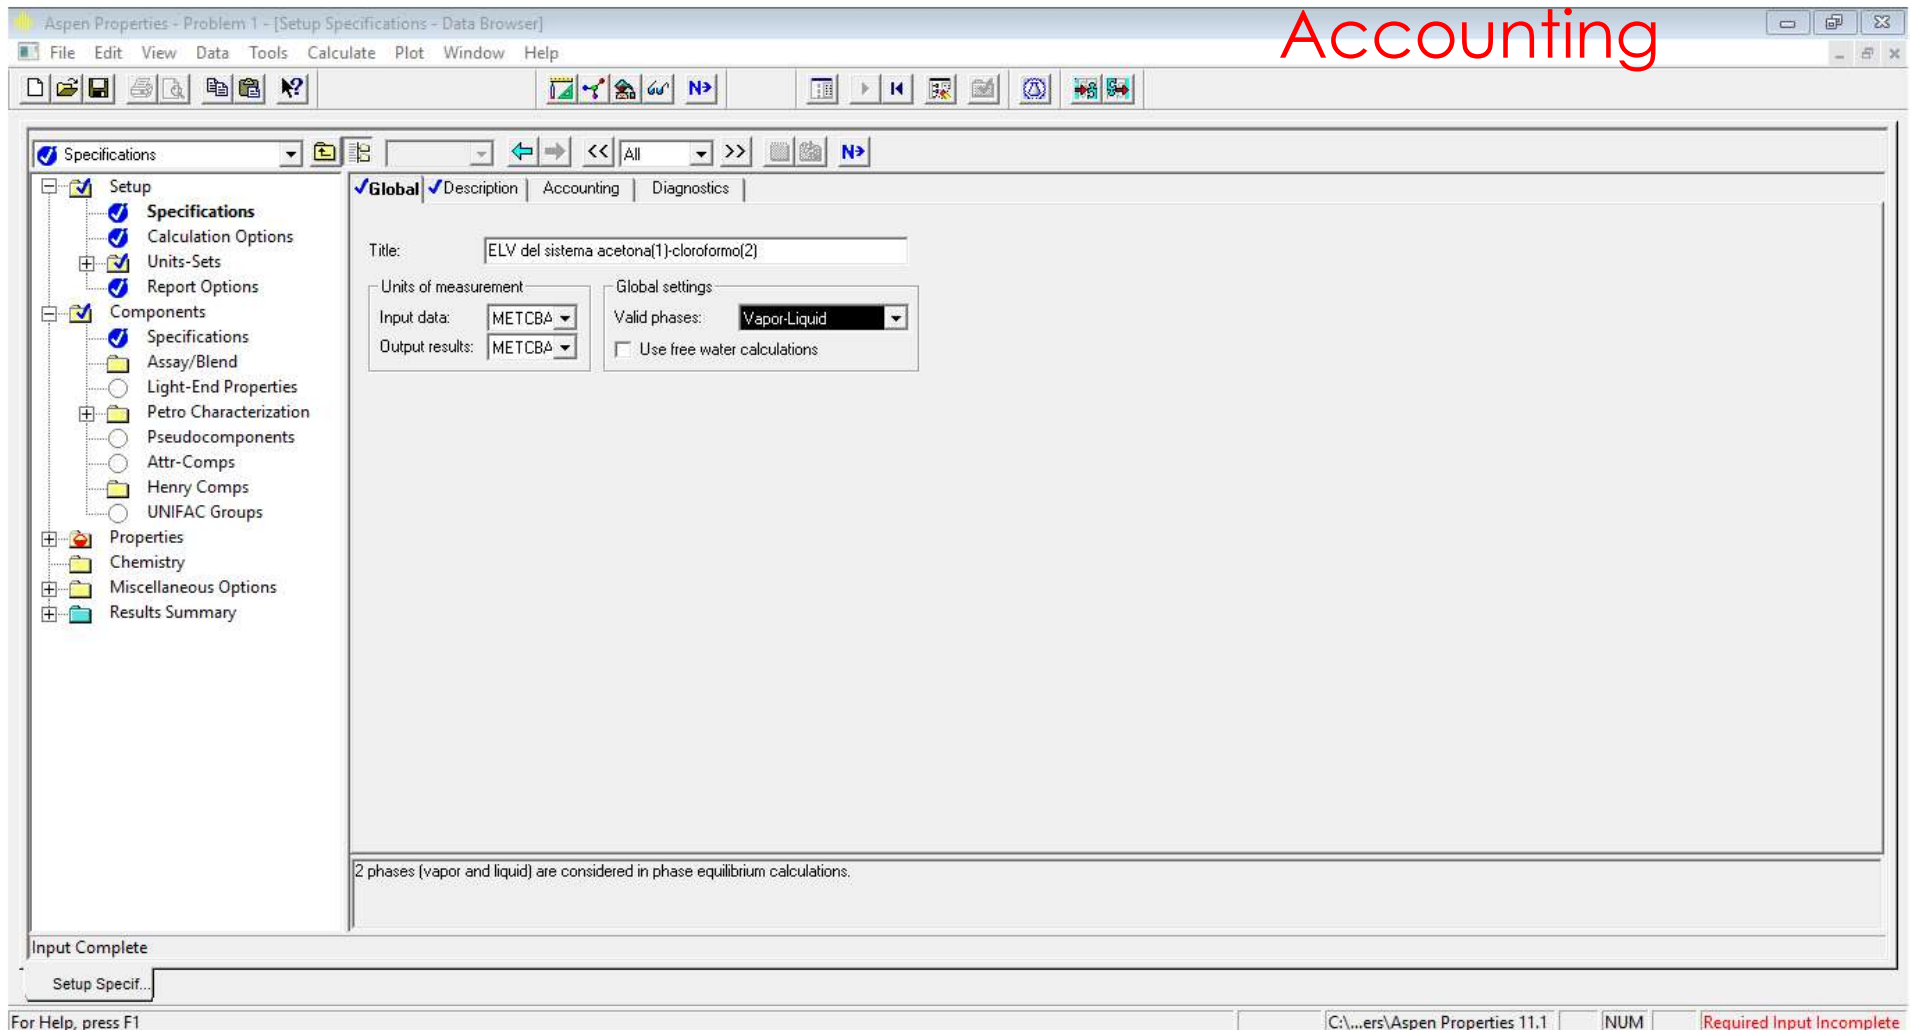 Aspen Properties - Problem 1 - [Setup Specifications - Data Browser]
Accounting
File Edit View Data Tools Calculate Plot Window Help
N
Specifications
<< All >> N
Setup
Specifications
Calculation Options
Units-Sets
Report Options
Components
Specifications
Assay/Blend
Light-End Properties
Petro Characterization
Pseudocomponents
Attr-Comps
Henry Comps
UNIFAC Groups
Properties
Chemistry
Miscellaneous Options
Results Summary
Global Description Accounting Diagnostics
Title: ELV del sistema acetona(1)-cloroformo(2)
Units of measurement
Input data: METCBA
Output results: METCBA
Global settings
Valid phases: Vapor-Liquid
Use free water calculations
2 phases (vapor and liquid) are considered in phase equilibrium calculations.
Input Complete
Setup Specif...
For Help, press F1
C:\...ers\Aspen Properties 11.1 NUM Required Input Incomplete